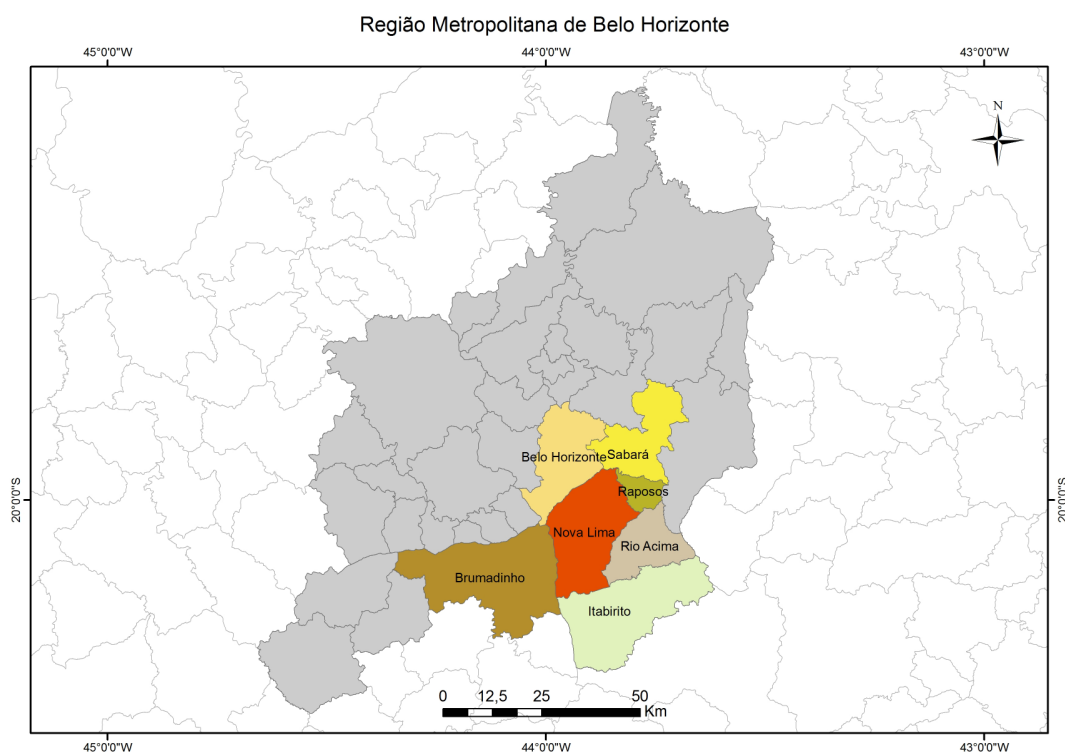 Região Metropolitana de Belo Horizonte
45°0'0"W 44°0'0"W 43°0'0"W
N
Belo Horizonte
Sabará
Raposos
20°0'0"S 20°0'0"S
Nova Lima
Rio Acima
Brumadinho
Itabirito
0 12,5 25 50
Km
45°0'0"W 44°0'0"W 43°0'0"W